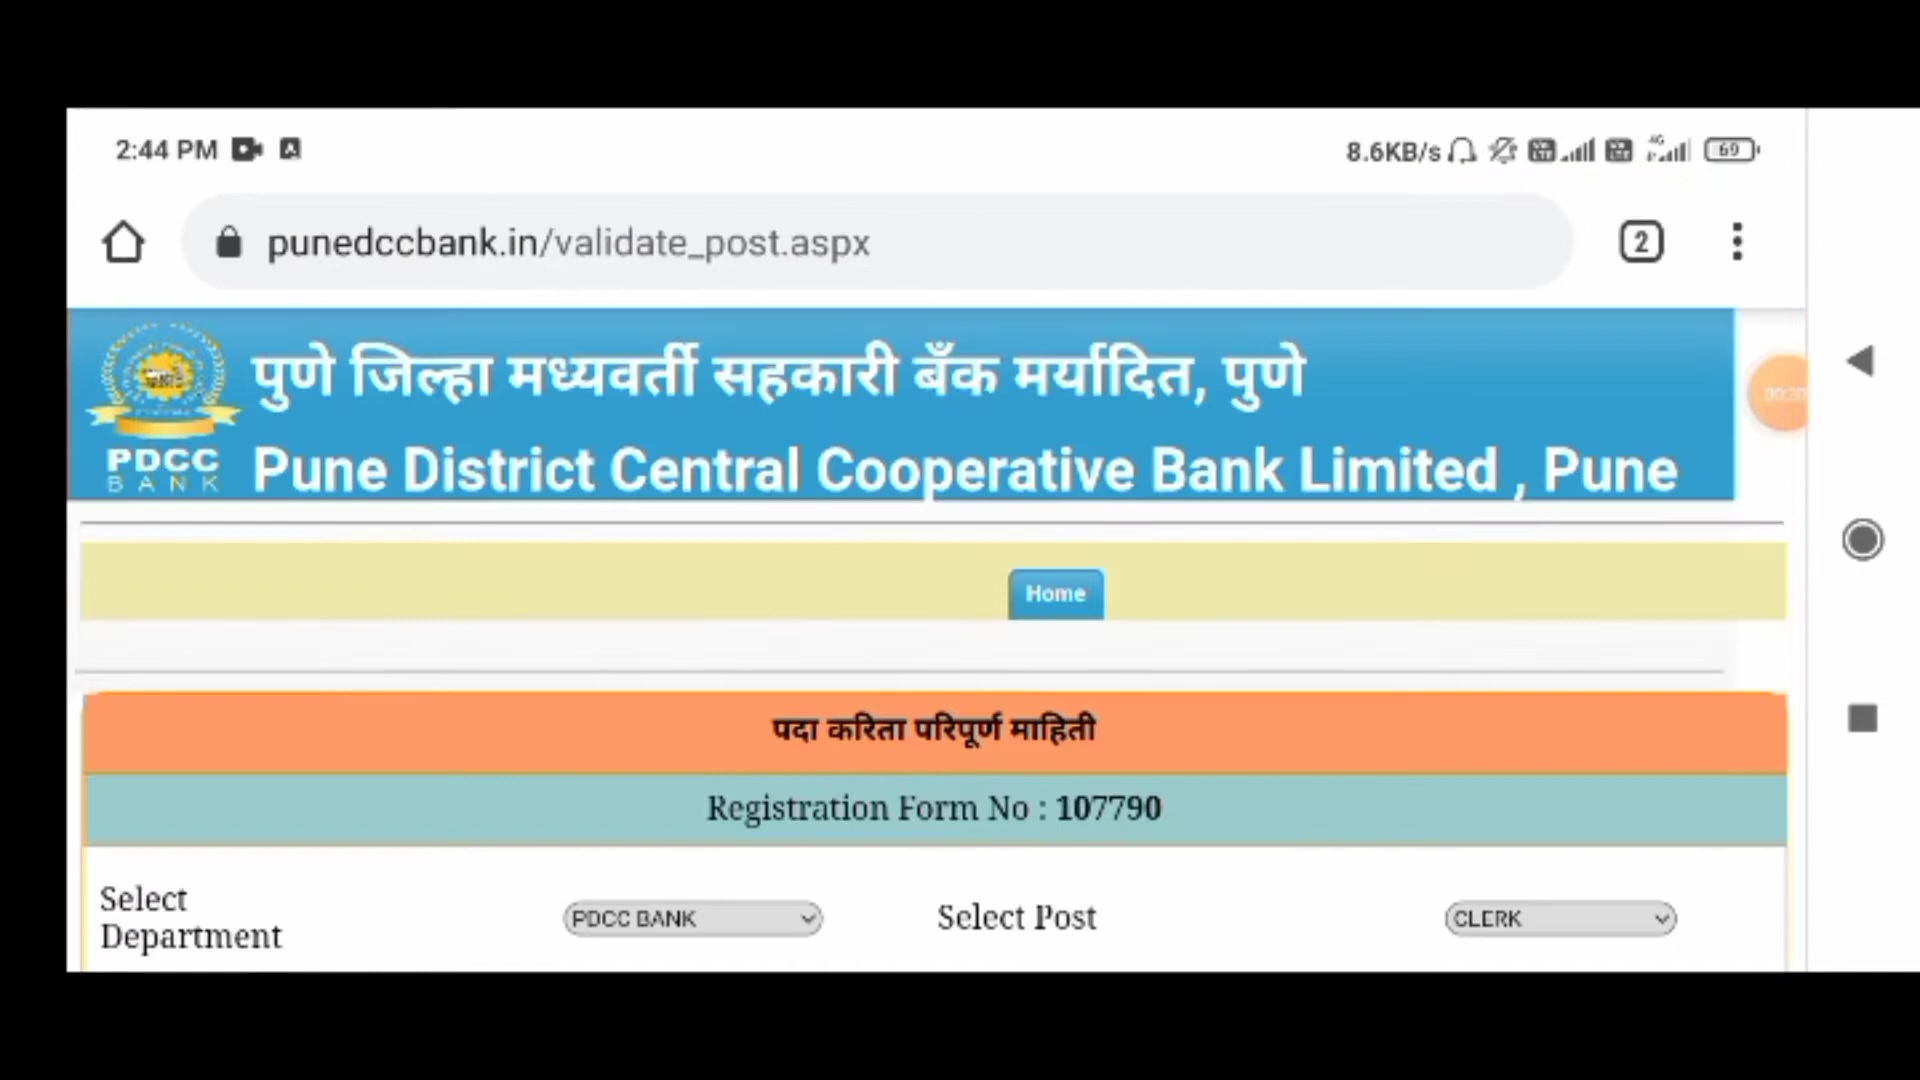 2:44 PM
8.6KB/s
4G
69
punedccbank.in/validate_post.aspx
2
पुणे जिल्हा मध्यवर्ती सहकारी बँक मर्यादित, पुणे
PDCC
BANK
Pune District Central Cooperative Bank Limited , Pune
Home
पदा करिता परिपूर्ण माहिती
Registration Form No : 107790
Select
Department
PDCC BANK
Select Post
CLERK